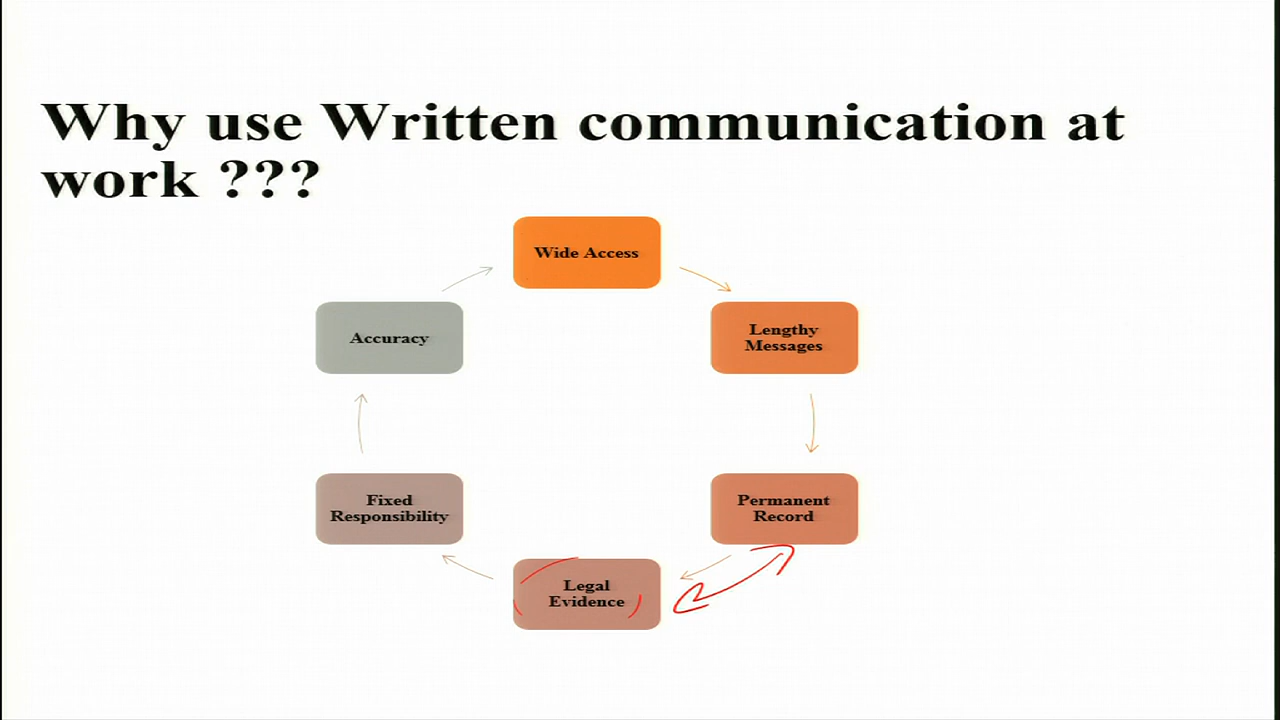 Why use Written communication at
work ???
Wide Access
Lengthy
Messages
Permanent
Record
Legal
Evidence
Fixed
Responsibility
Accuracy